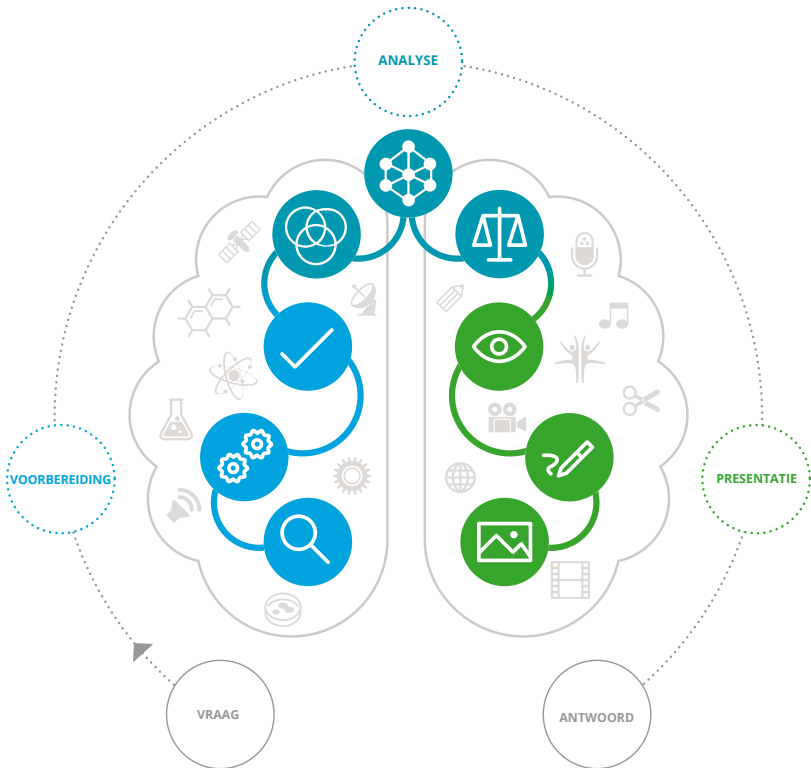 ANALYSE
VOORBEREIDING
PRESENTATIE
VRAAG
ANTWOORD